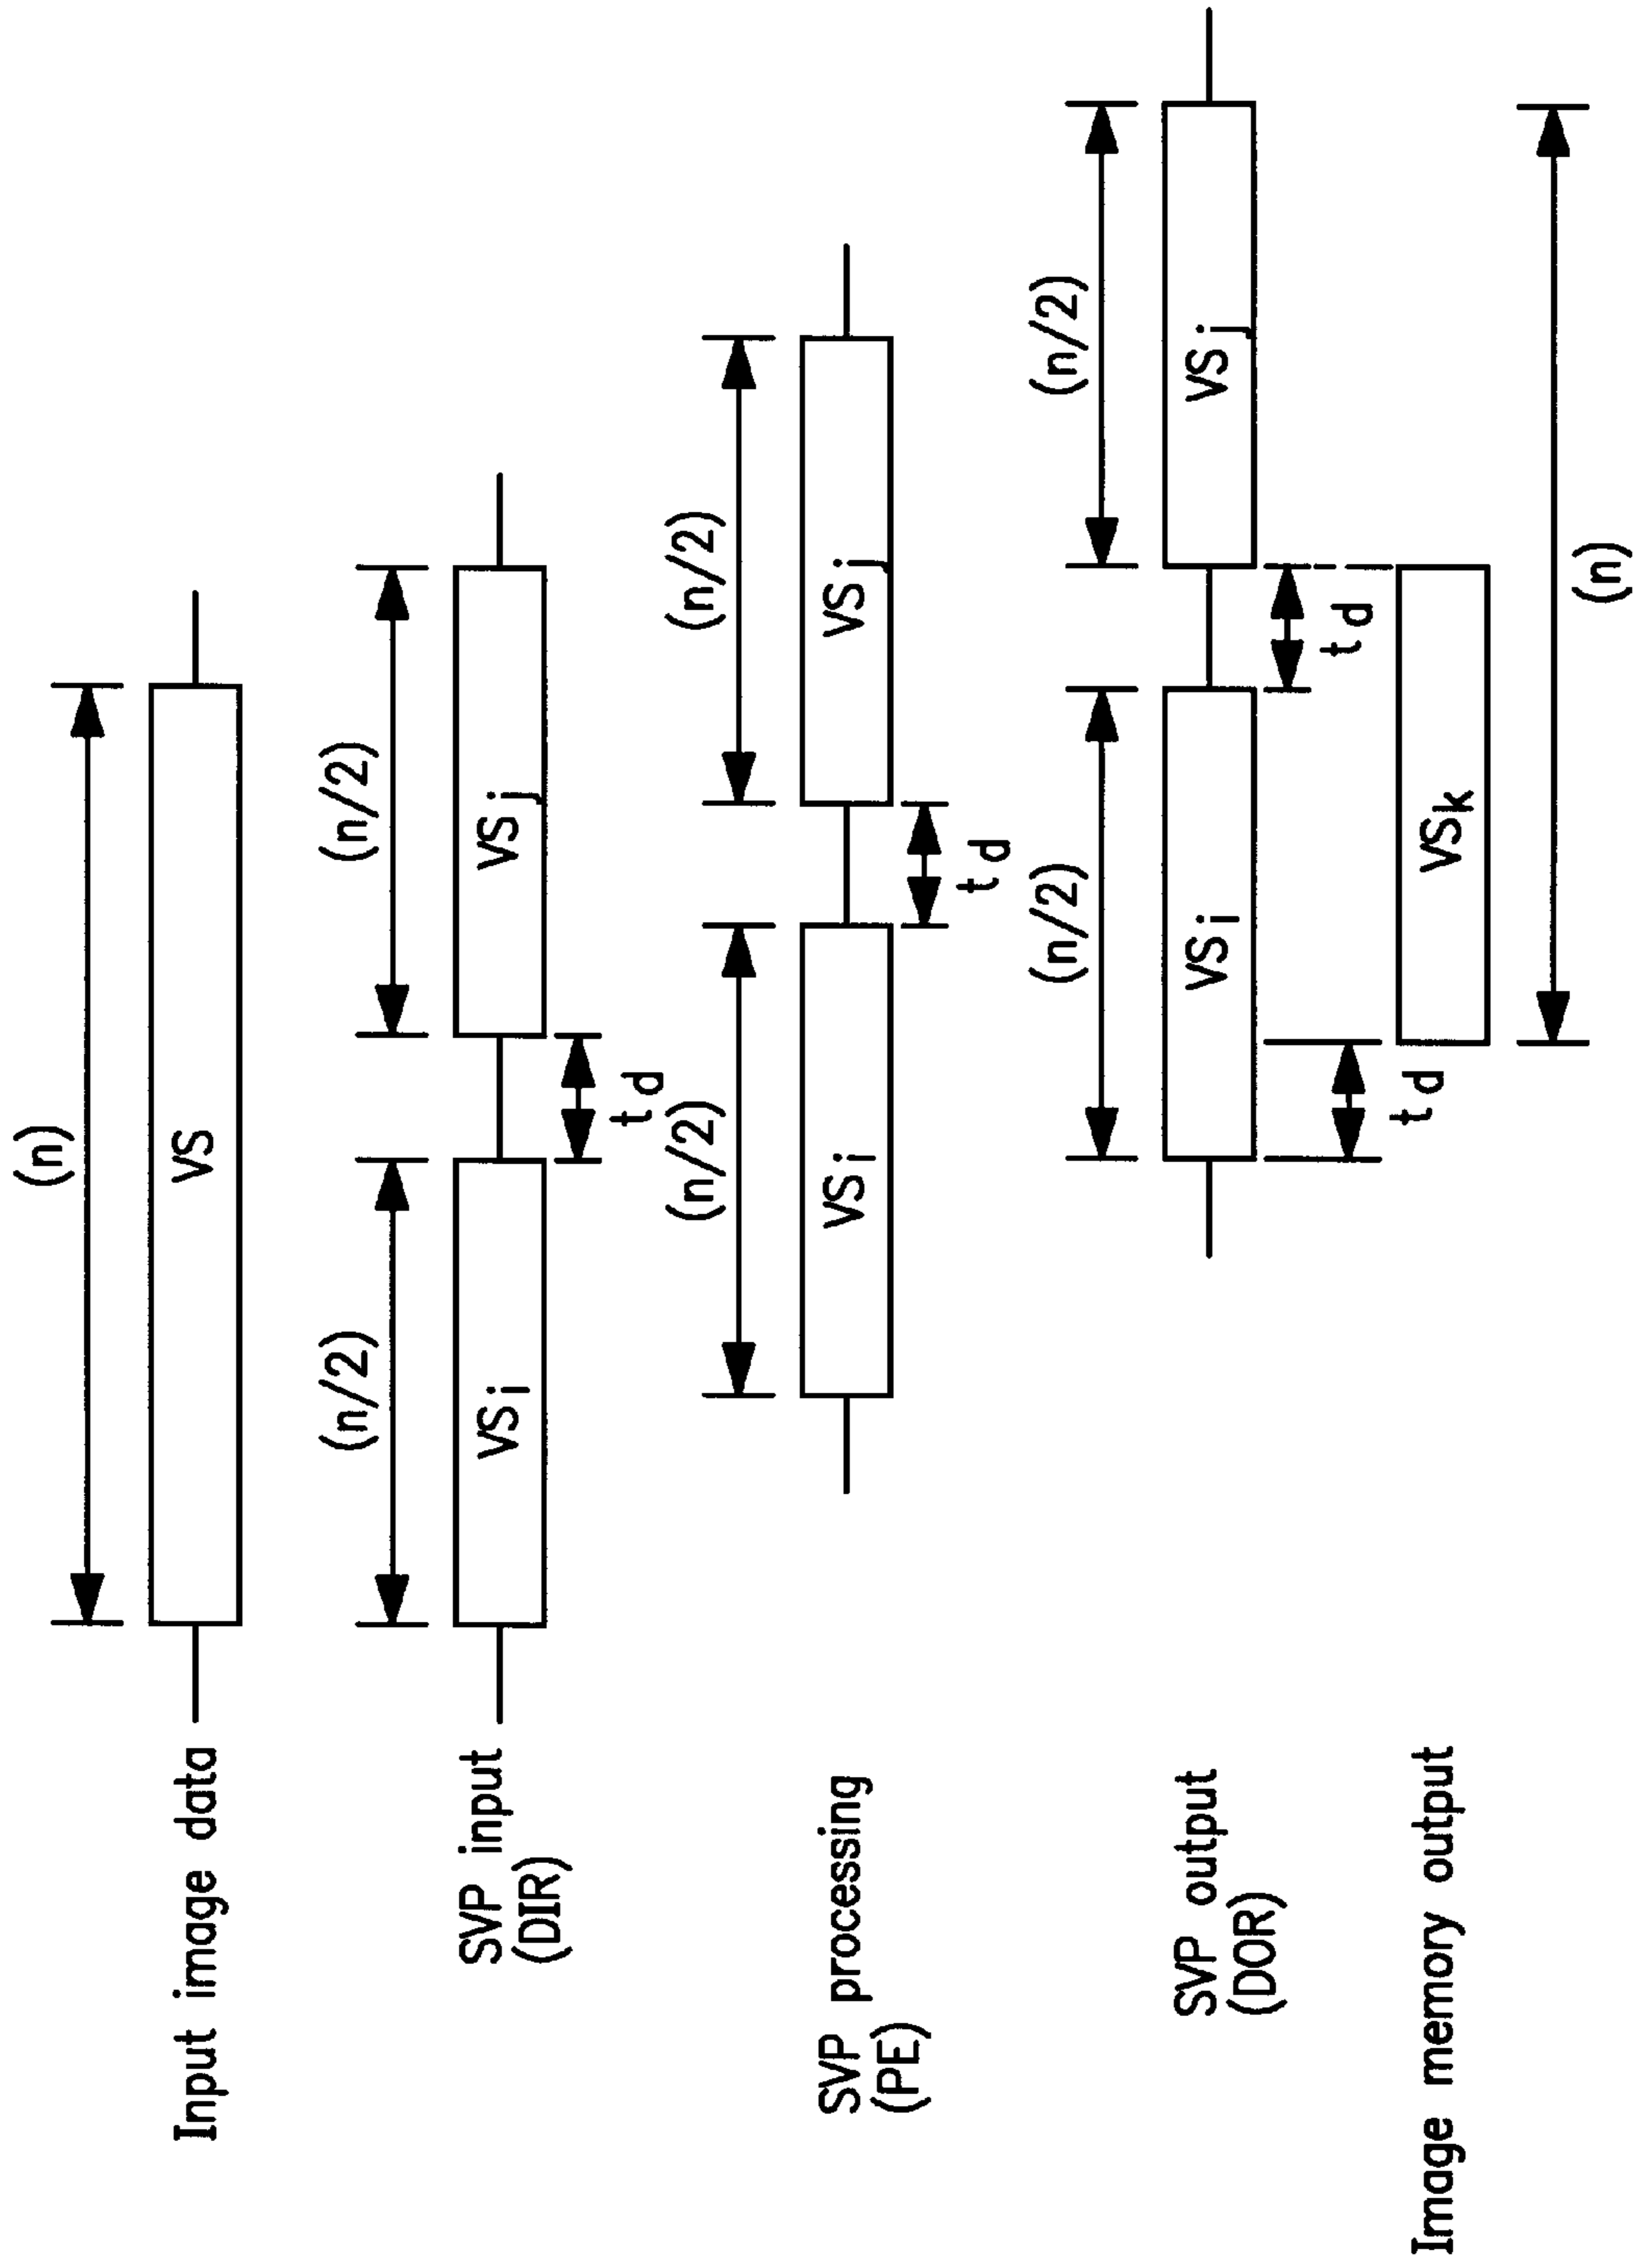 (n)
Input image data
VS
(n/2)
(n/2)
SVP input
(DIR)
VSi
VSj
td
(n/2)
(n/2)
SVP processing
(PE)
VSi
VSj
td
(n/2)
(n/2)
SVP output
(DOR)
VSi
VSj
td
td
Image memory output
VSk
(n)